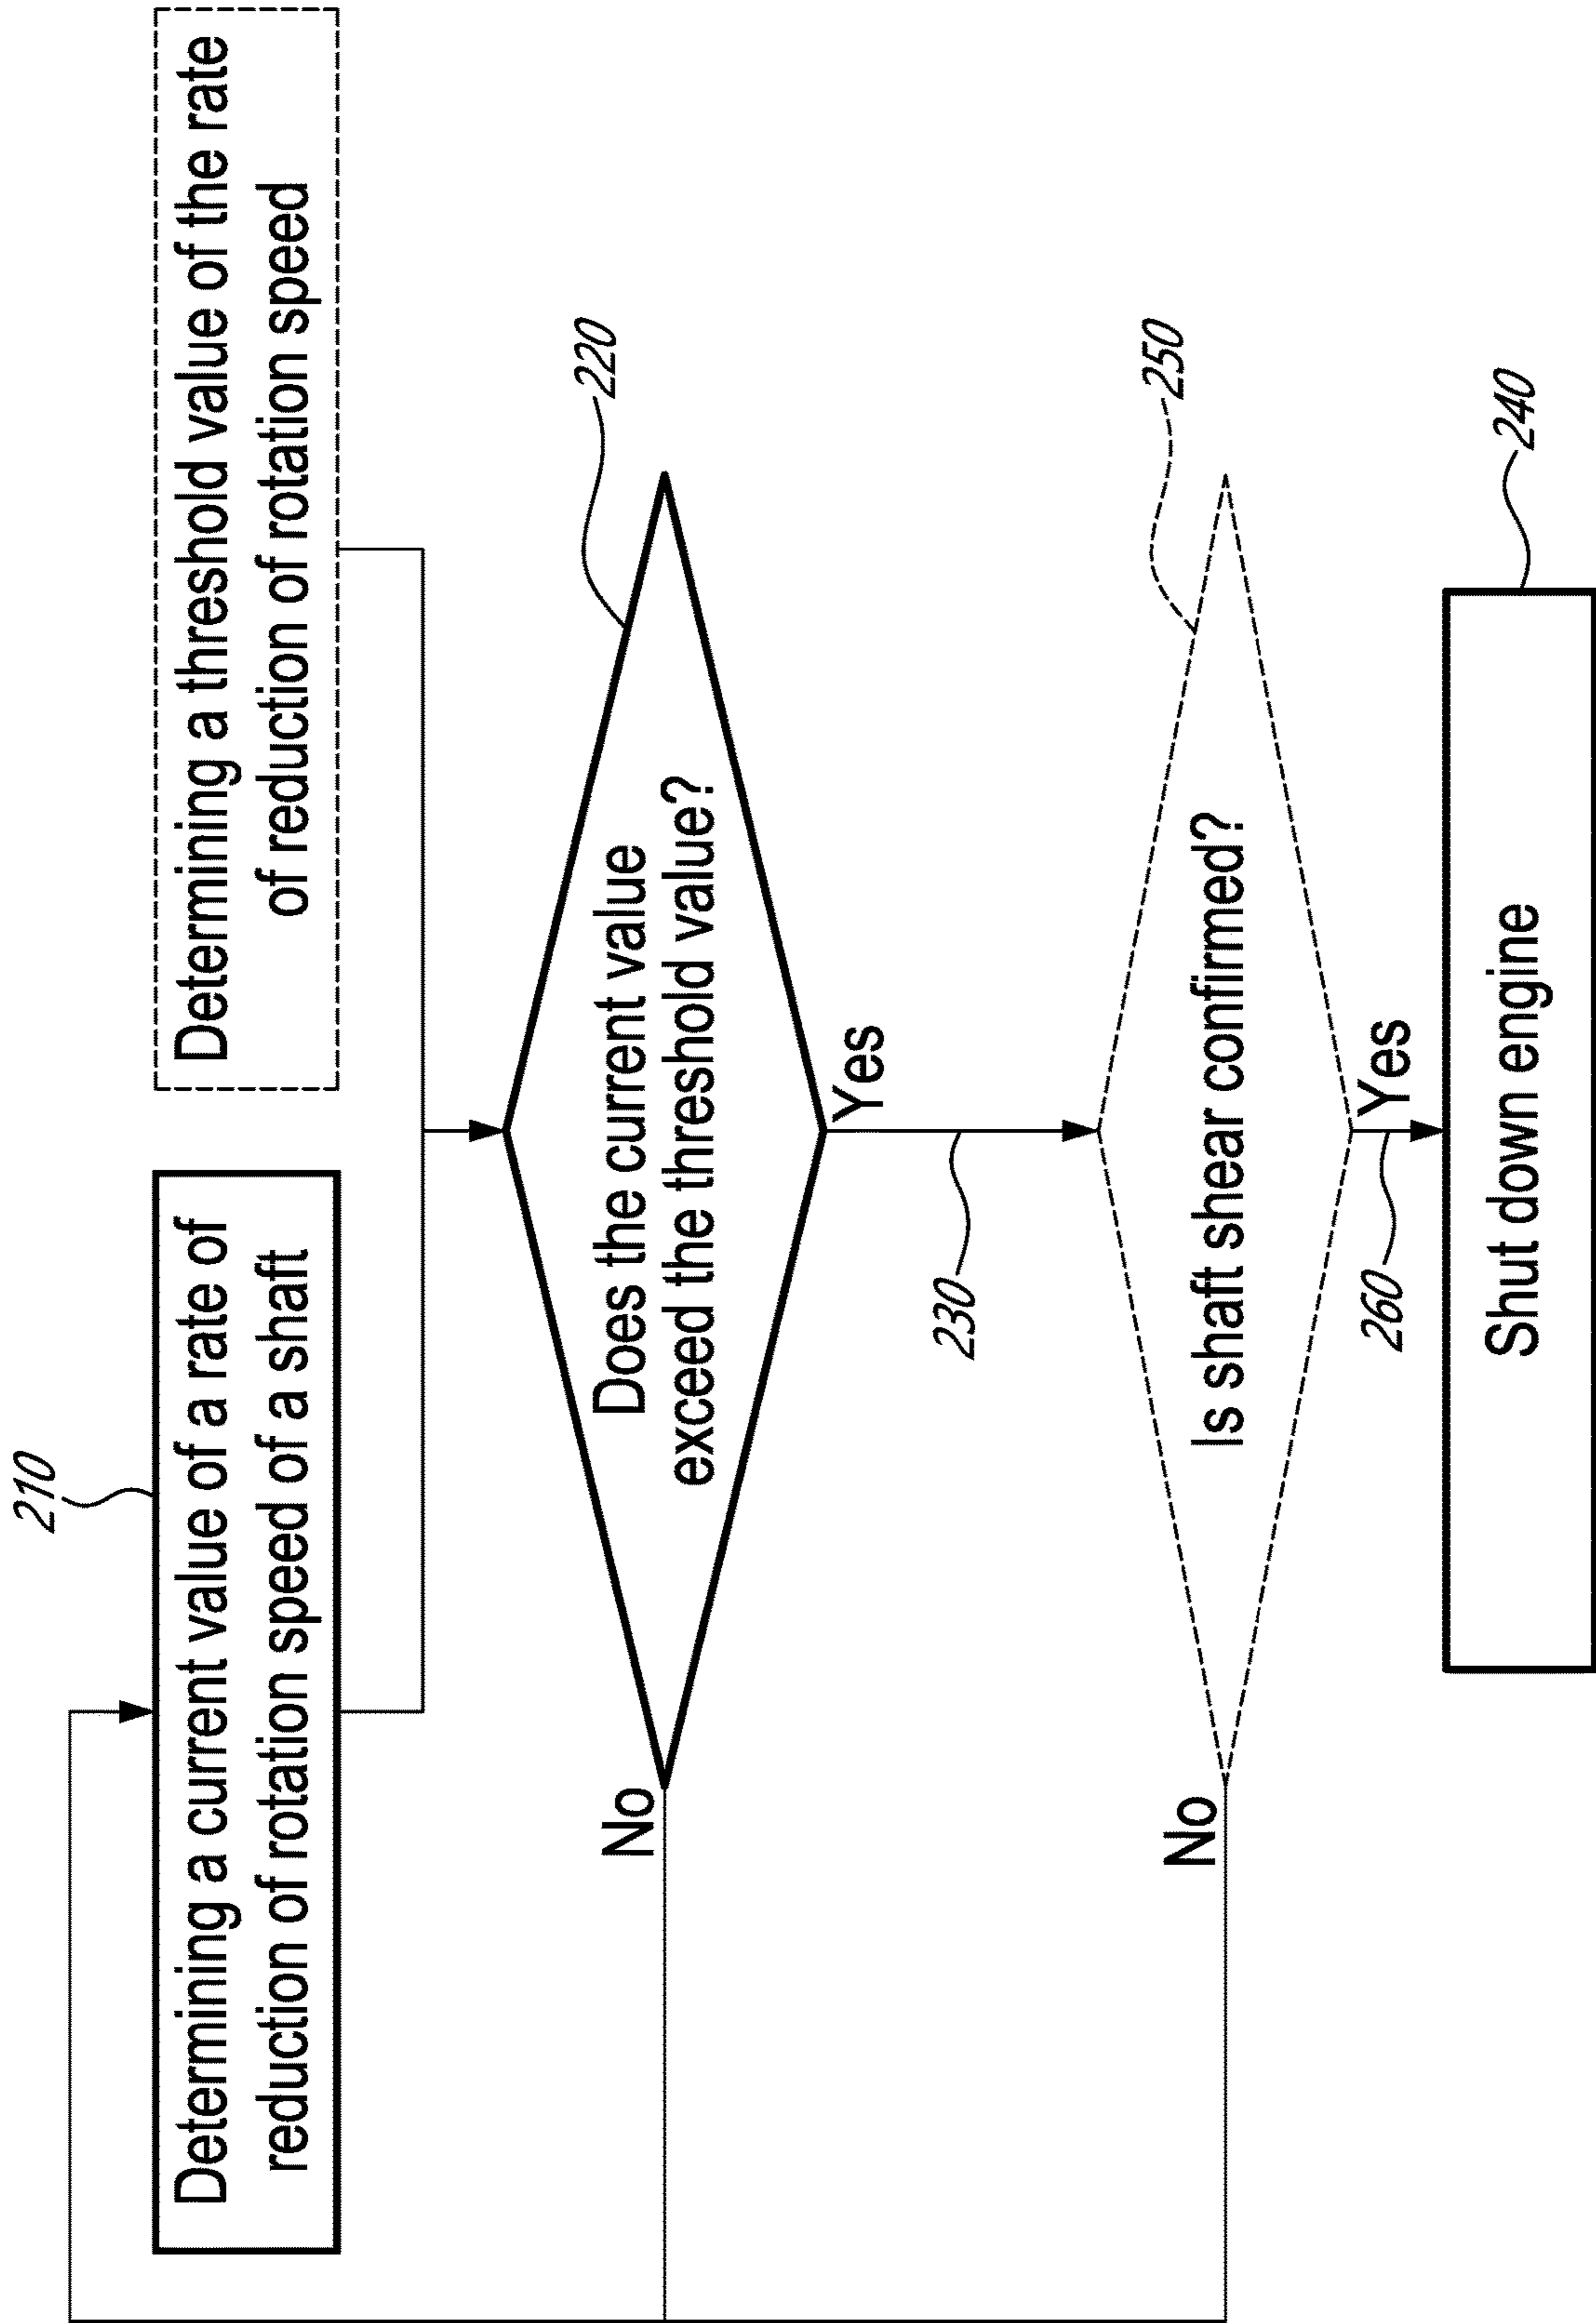 210
Determining a current value of a rate of
reduction of rotation speed of a shaft
Determining a threshold value of the rate
of reduction of rotation speed
220
Does the current value
exceed the threshold value?
No
Yes
230
250
Is shaft shear confirmed?
No
Yes
260
240
Shut down engine